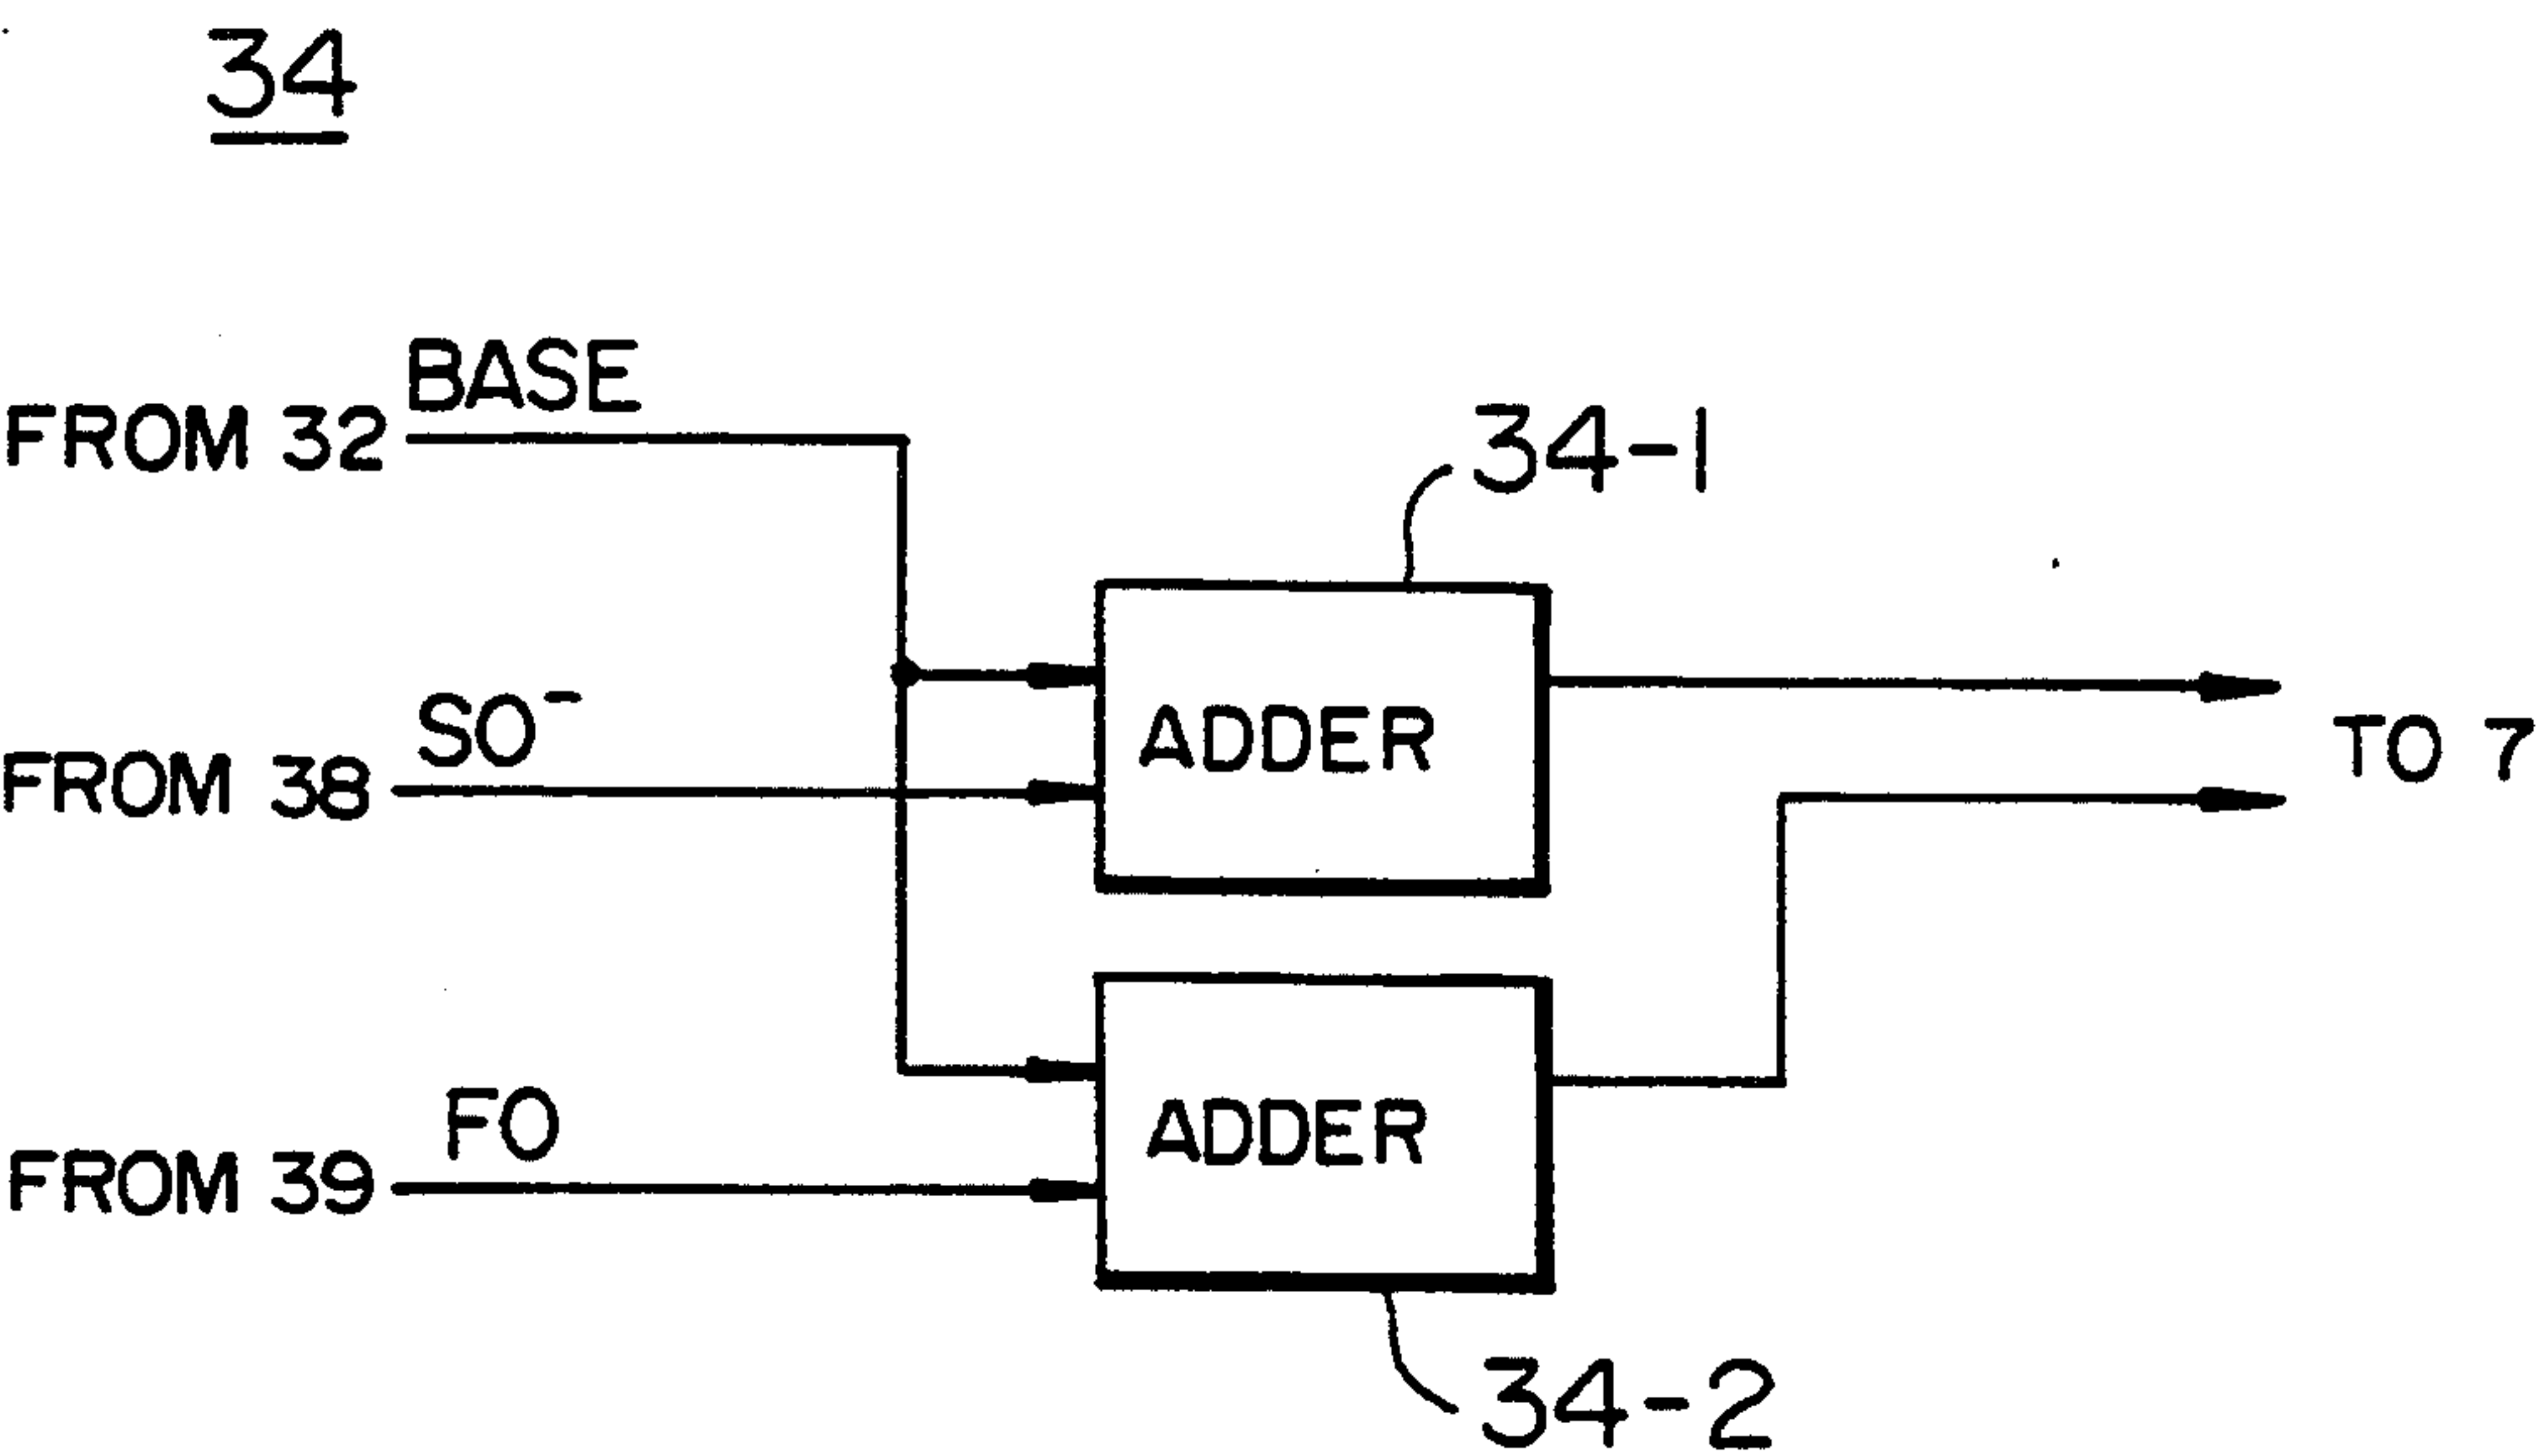 34
BASE
FROM 32
34-1
SO⁻
FROM 38
ADDER
TO 7
FO
FROM 39
ADDER
34-2